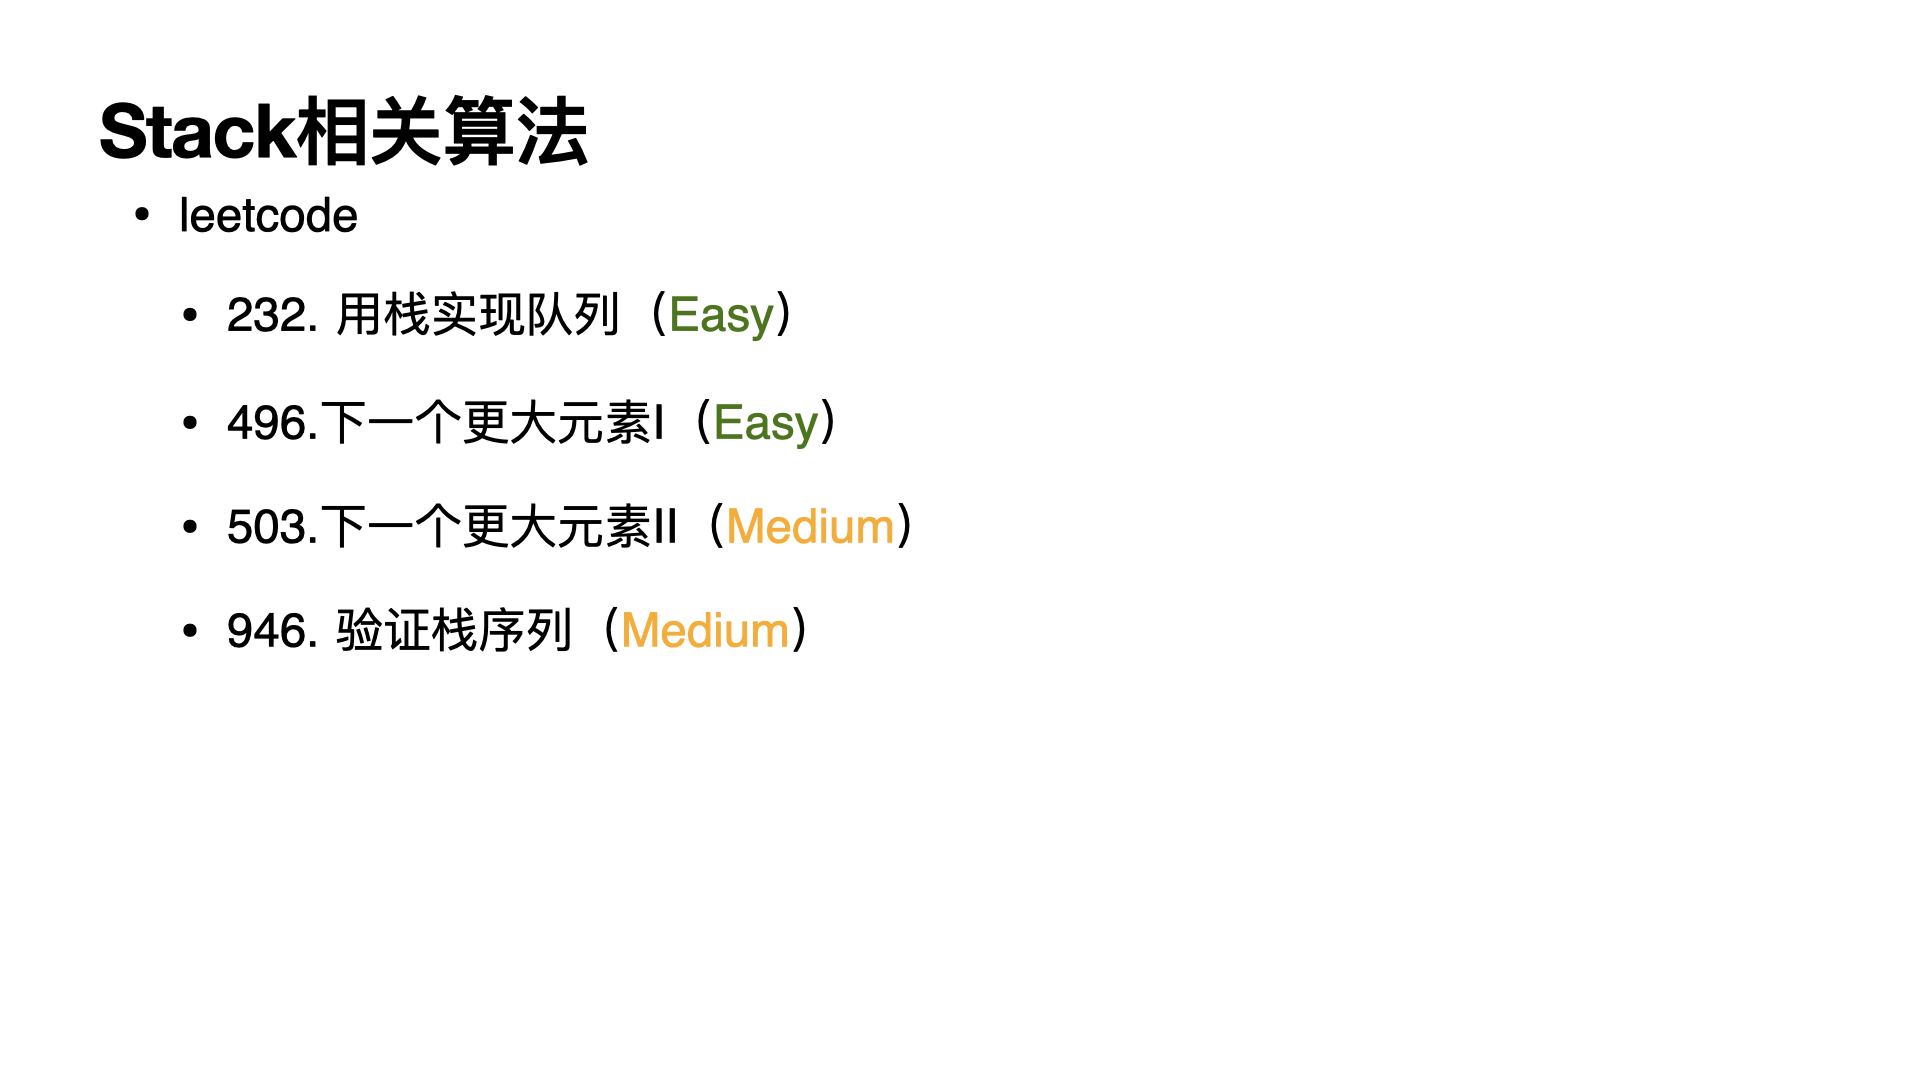 Stack相关算法
• leetcode
• 232. 用栈实现队列（Easy）
• 496.下一个更大元素I（Easy）
• 503.下一个更大元素II（Medium）
• 946. 验证栈序列（Medium）